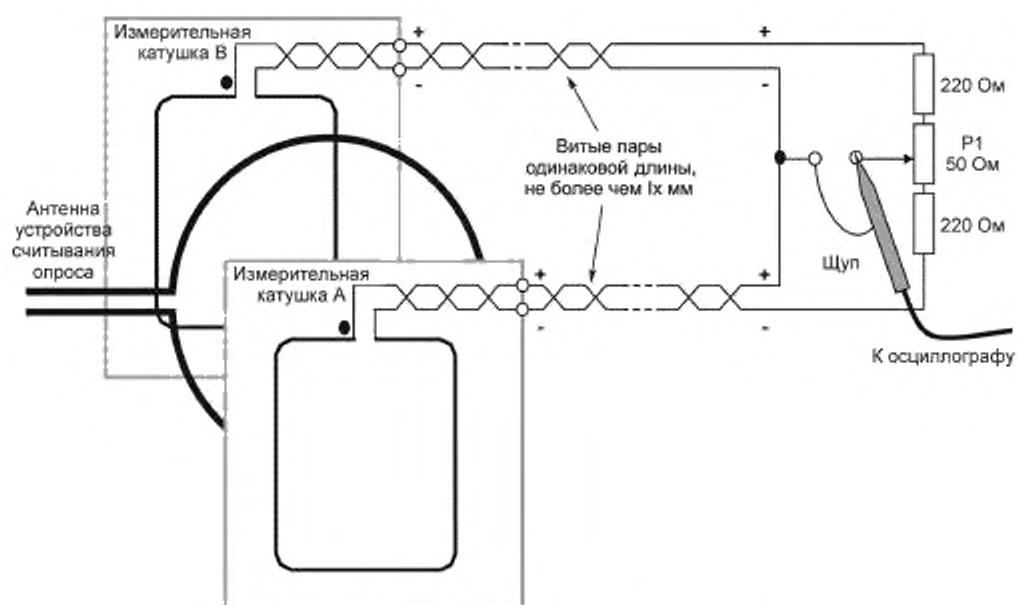 Измерительная
катушка B
+
-
+
-
220 Ом
P1
50 Ом
220 Ом
Витые пары
одинаковой длины,
не более чем lx мм
Антенна
устройства
считывания
опроса
Измерительная
катушка A
+
-
+
-
Щуп
К осциллографу